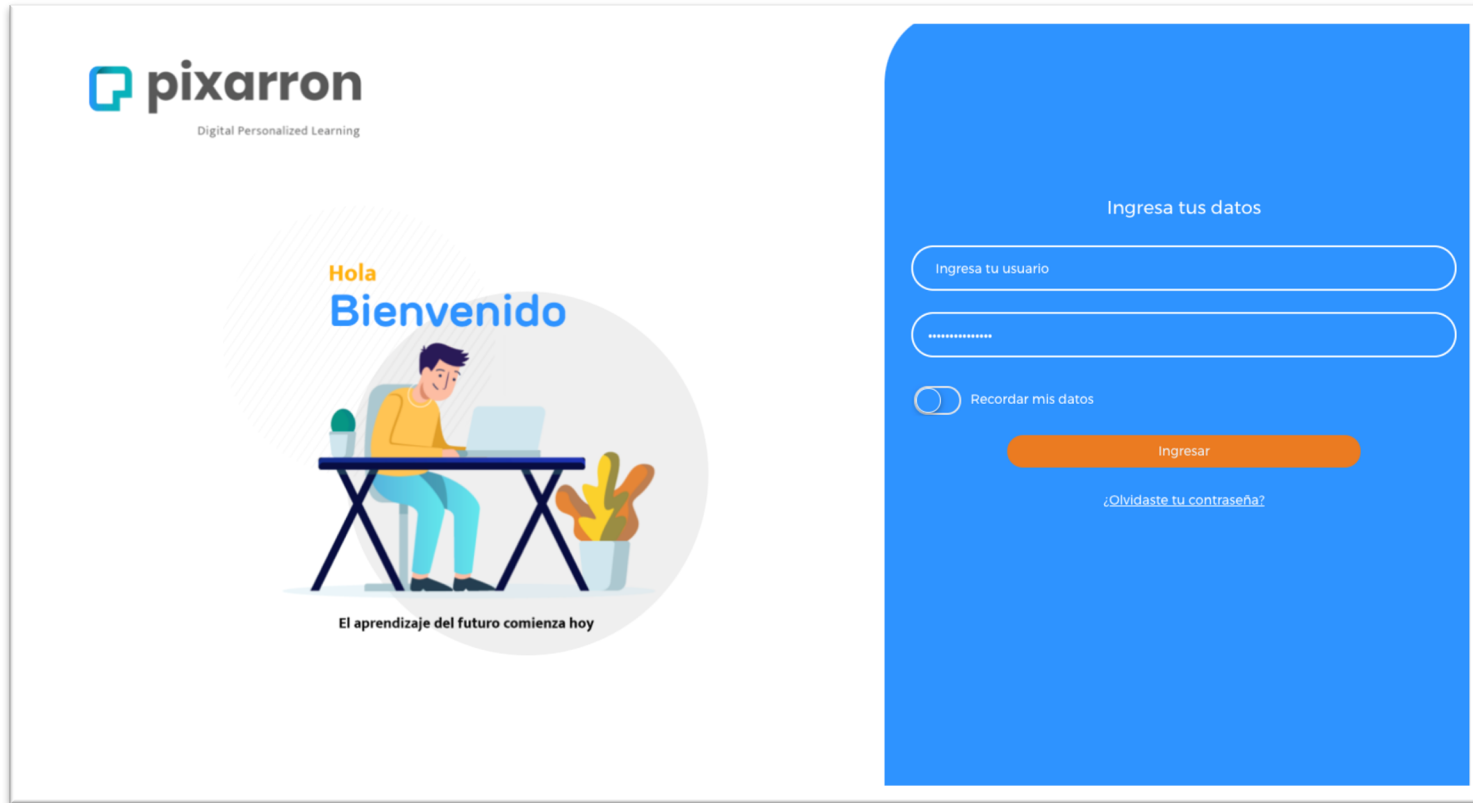 pixarron
Digital Personalized Learning
Hola
Bienvenido
El aprendizaje del futuro comienza hoy
Ingresa tus datos
Ingresa tu usuario
•••••••••••••••
Recordar mis datos
Ingresar
¿Olvidaste tu contraseña?